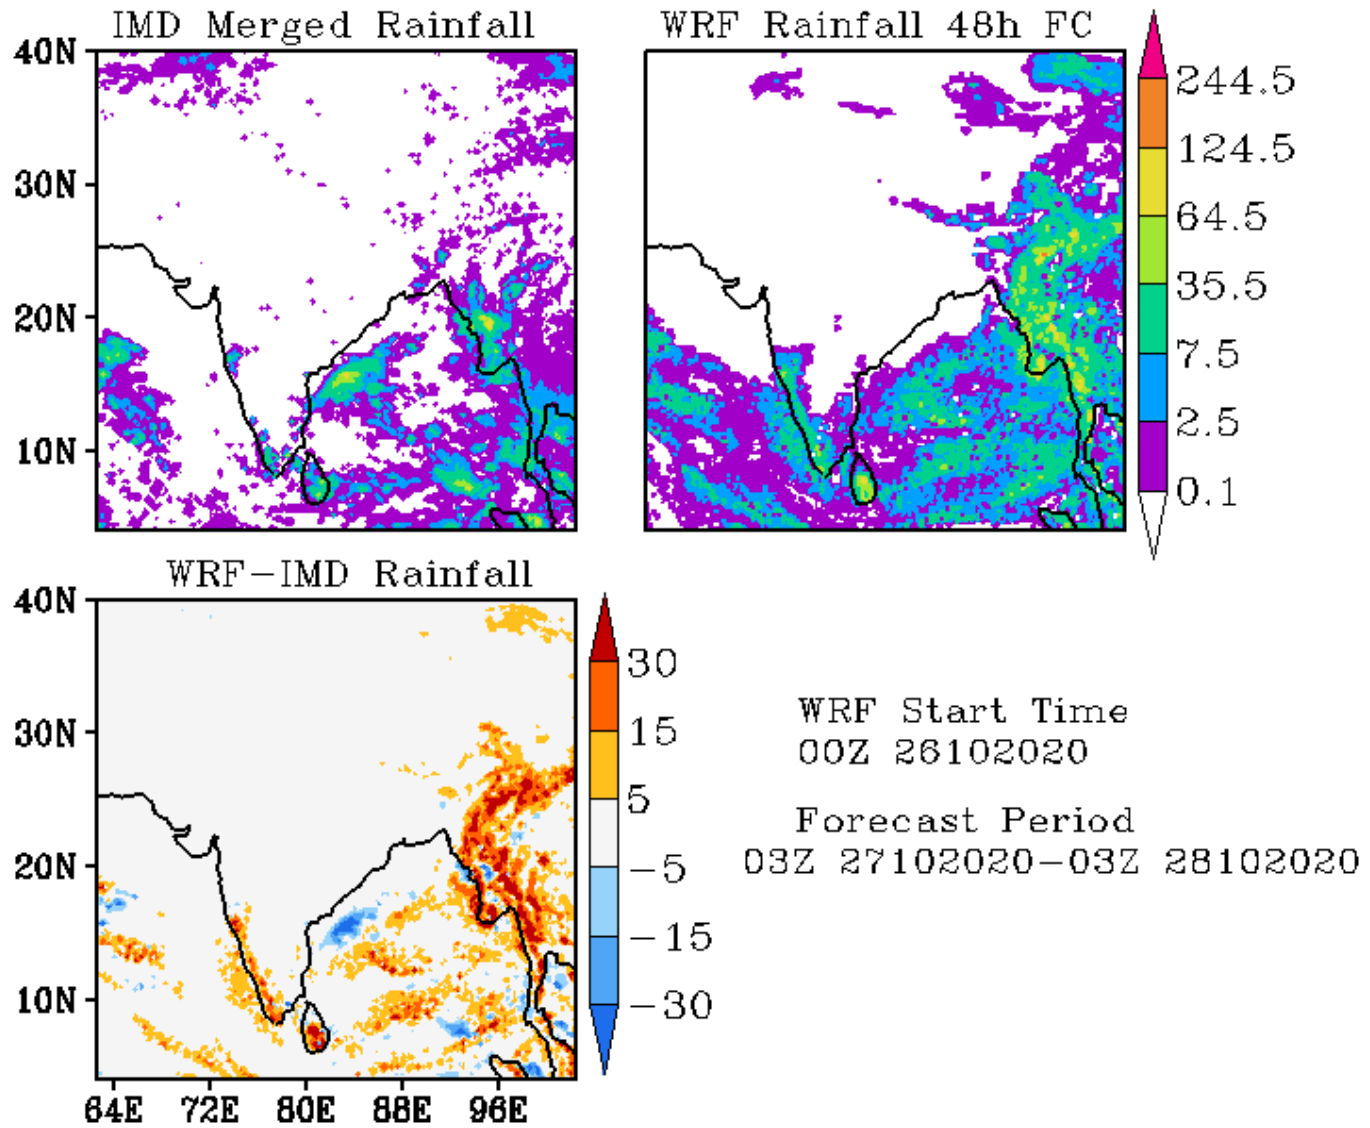 IMD Merged Rainfall
WRF Rainfall 48h FC
40N
30N
20N
10N
244.5
124.5
64.5
35.5
7.5
2.5
0.1
WRF-IMD Rainfall
40N
30N
20N
10N
64E 72E 80E 88E 96E
30
15
5
-5
-15
-30
WRF Start Time
00Z 26102020
Forecast Period
03Z 27102020-03Z 28102020